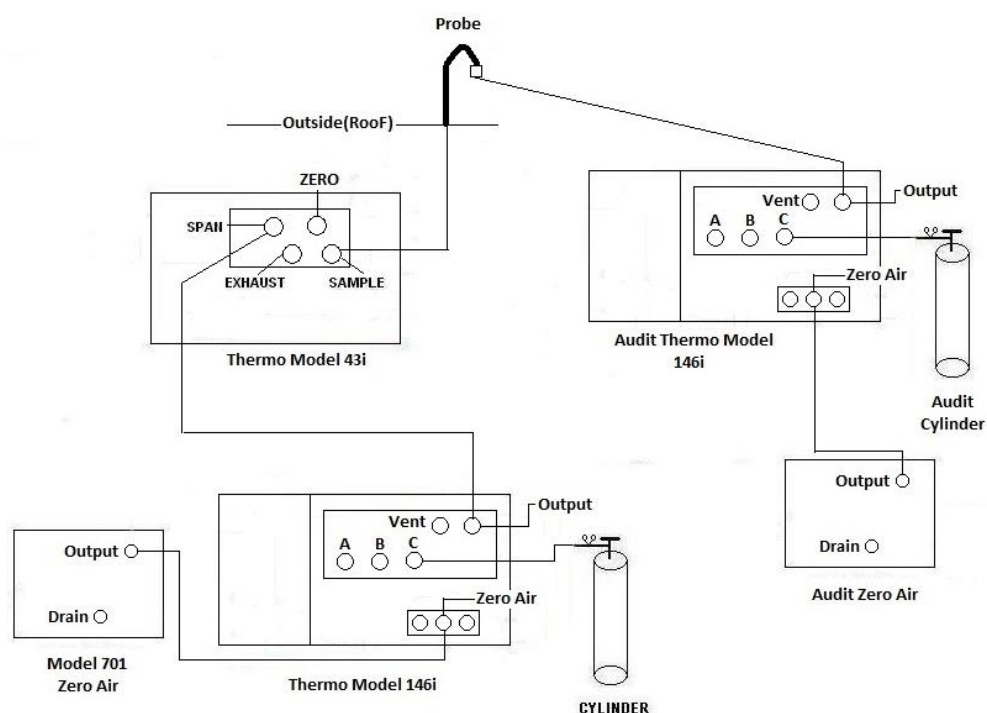 Probe
Outside(RooF)
ZERO
SPAN
EXHAUST
SAMPLE
Thermo Model 43i
Vent
Output
A B C
Zero Air
Audit Thermo Model
146i
Audit
Cylinder
Output
Drain
Audit Zero Air
Output
Drain
Model 701
Zero Air
Vent
Output
A B C
Zero Air
Thermo Model 146i
CYLINDER